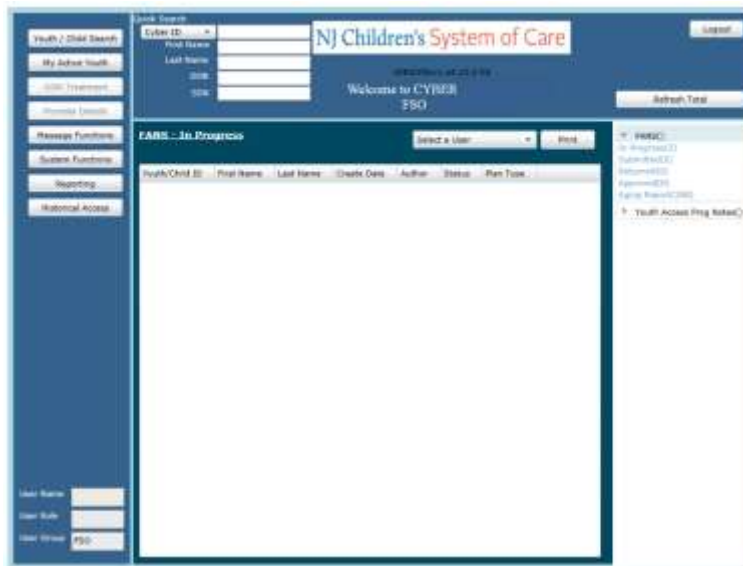 Quick Search
Cyber ID
First Name
Last Name
DOB
SSN
NJ Children's System of Care
Welcome to CYBER
FSO
Logout
Refresh Total
Youth / Child Search
My Active Youth
Message Functions
System Functions
Reporting
Historical Access
FANS - In Progress
Select a User
Print
Youth/Child ID First Name Last Name Create Date Author Status Plan Type
Youth Access Prog Notes()
User Name
User Role
User Group FSO